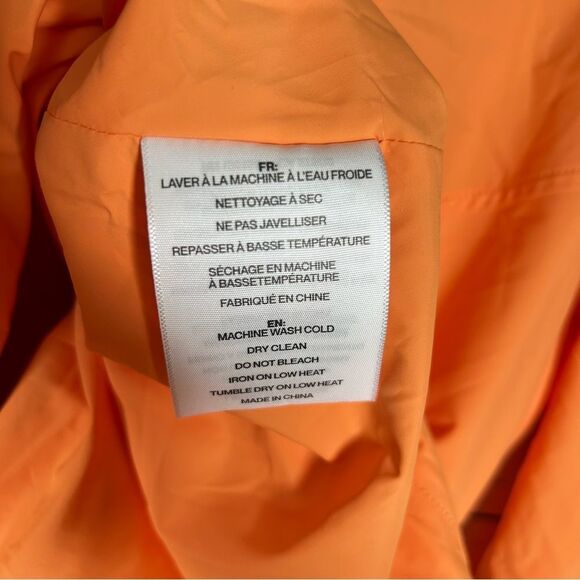 FR:
LAVER À LA MACHINE À L'EAU FROIDE
NETTOYAGE À SEC
NE PAS JAVELLISER
REPASSER À BASSE TEMPÉRATURE
SÉCHAGE EN MACHINE
À BASSETEMPÉRATURE
FABRIQUÉ EN CHINE
EN:
MACHINE WASH COLD
DRY CLEAN
DO NOT BLEACH
IRON ON LOW HEAT
TUMBLE DRY ON LOW HEAT
MADE IN CHINA